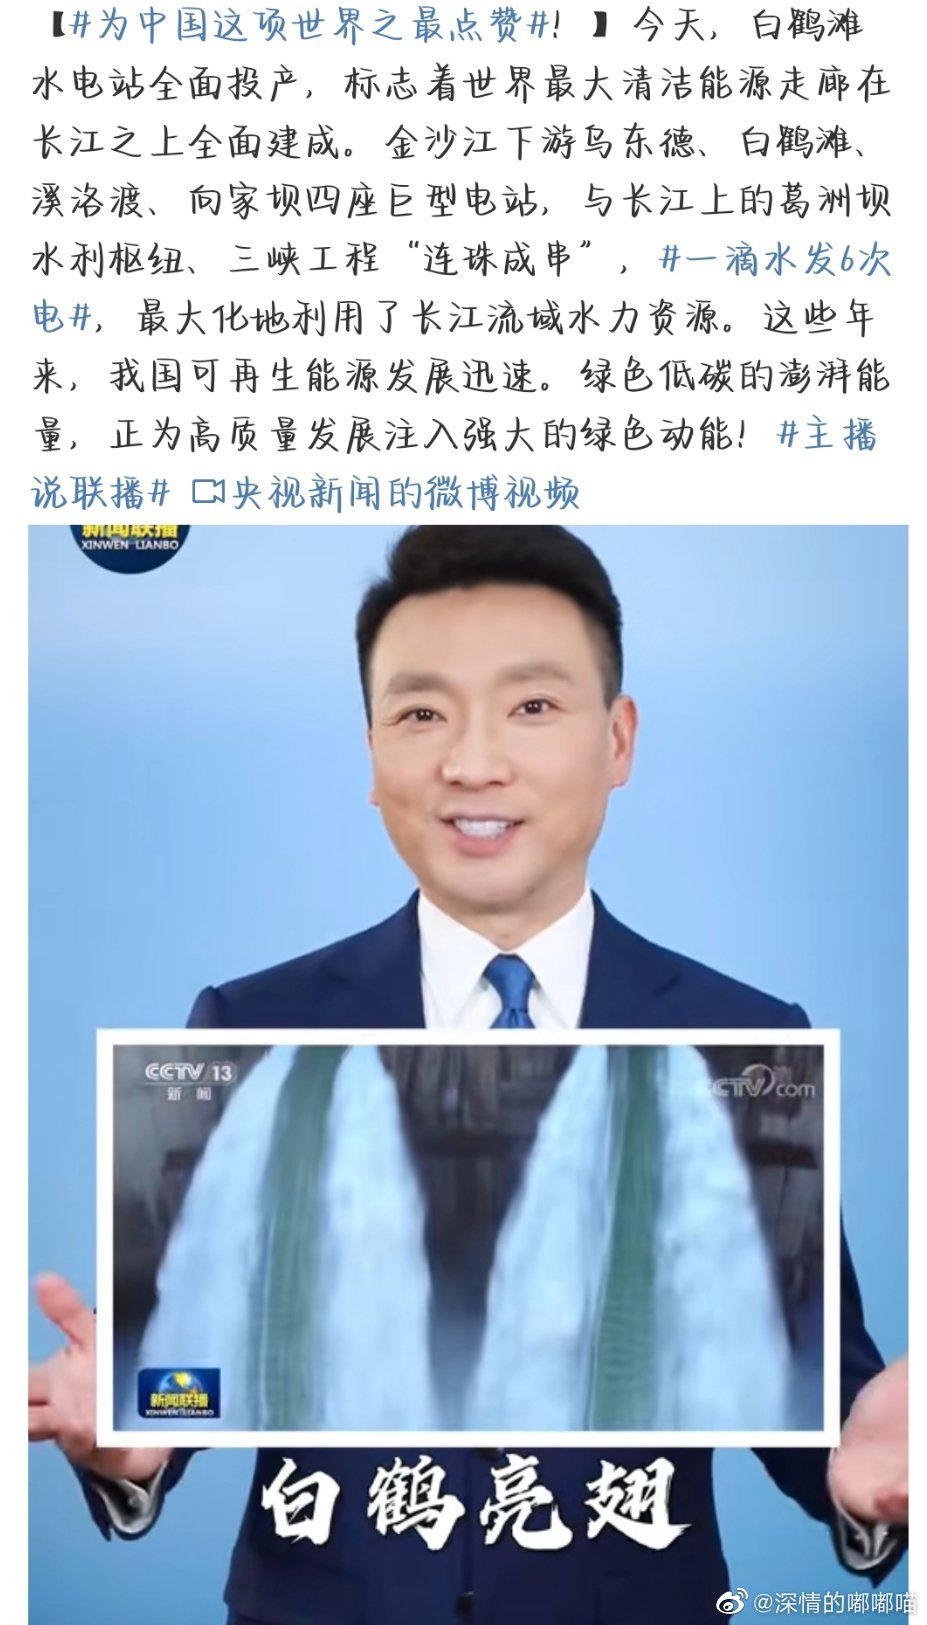 【#为中国这项世界之最点赞#！】今天，白鹤滩
水电站全面投产，标志着世界最大清洁能源走廊在
长江之上全面建成。金沙江下游乌东德、白鹤滩、
溪洛渡、向家坝四座巨型电站，与长江上的葛洲坝
水利枢纽、三峡工程“连珠成串”，#一滴水发6次
电#，最大化地利用了长江流域水力资源。这些年
来，我国可再生能源发展迅速。绿色低碳的澎湃能
量，正为高质量发展注入强大的绿色动能！#主播
说联播# 央视新闻的微博视频
新闻联播
XINWEN LIANBO
CCTV 13
新闻
CCTV.com
新闻联播
XINWEN LIANBO
白鹤亮翅
@深情的嘟嘟喵